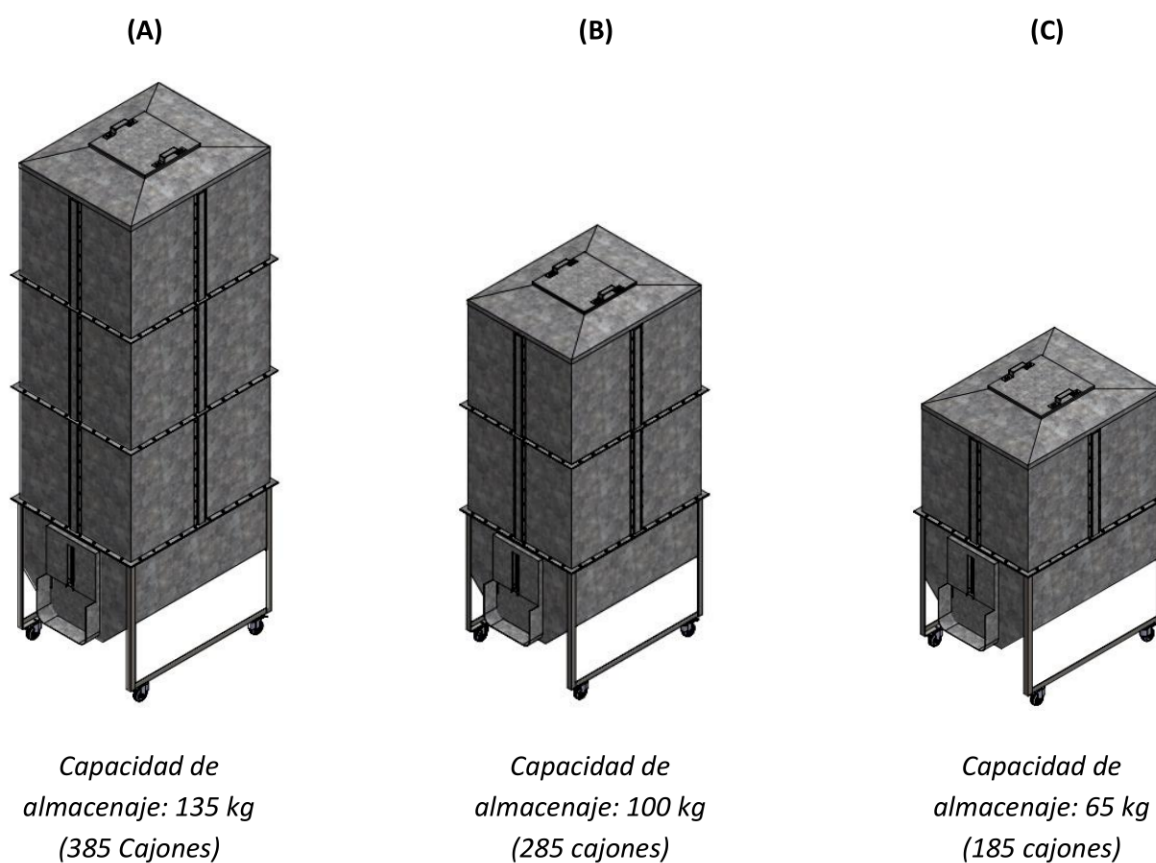 (A)
(B)
(C)
Capacidad de
almacenaje: 135 kg
(385 Cajones)
Capacidad de
almacenaje: 100 kg
(285 cajones)
Capacidad de
almacenaje: 65 kg
(185 cajones)